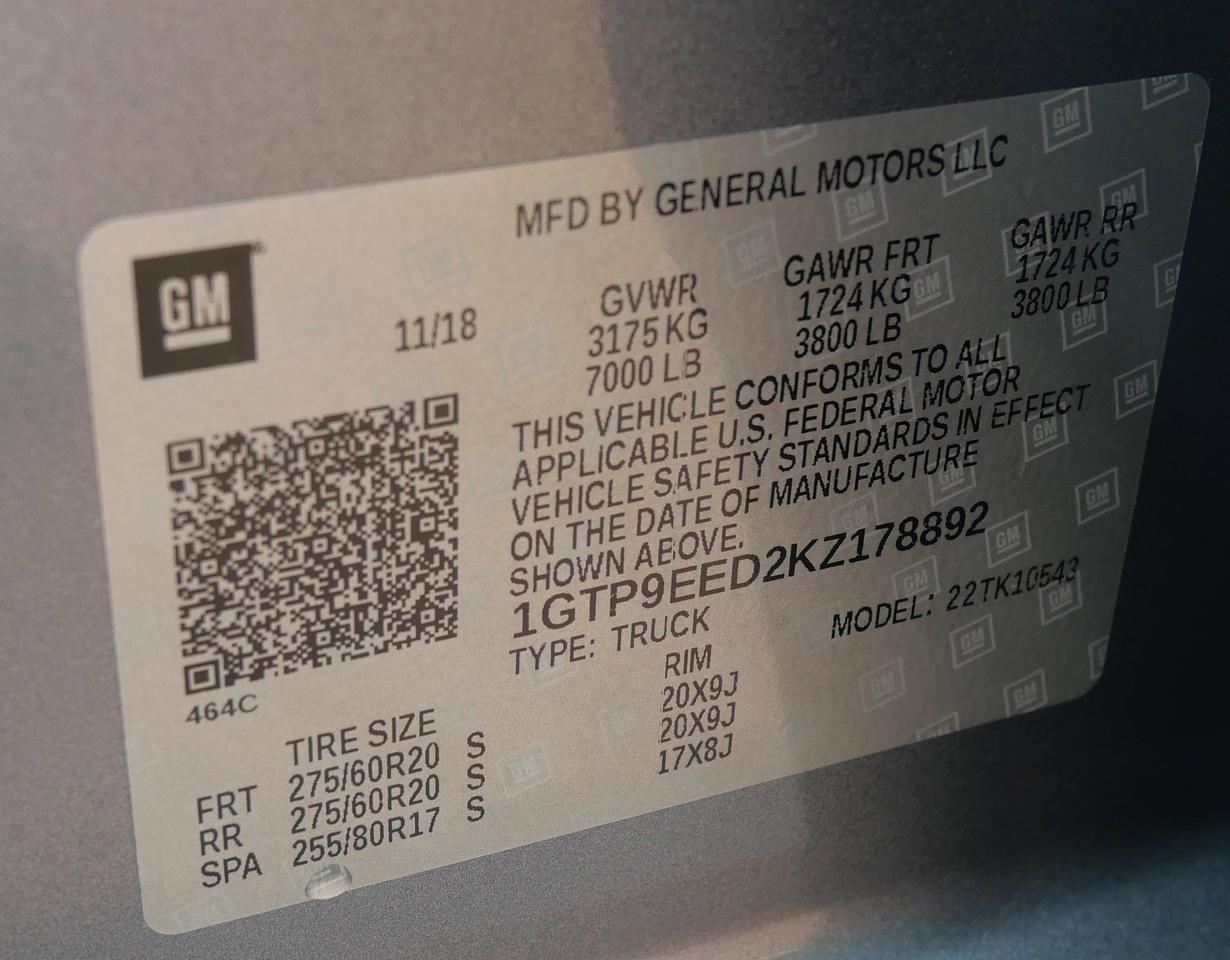 MFD BY GENERAL MOTORS LLC
GM
11/18
GVWR GAWR FRT GAWR RR
3175 KG 1724 KG 1724 KG
7000 LB 3800 LB 3800 LB
THIS VEHICLE CONFORMS TO ALL
APPLICABLE U.S. FEDERAL MOTOR
VEHICLE SAFETY STANDARDS IN EFFECT
ON THE DATE OF MANUFACTURE
SHOWN ABOVE.
1GTP9EED2KZ178892
TYPE: TRUCK MODEL: 22TK10543
464C
TIRE SIZE RIM
FRT 275/60R20 S 20X9J
RR 275/60R20 S 20X9J
SPA 255/80R17 S 17X8J